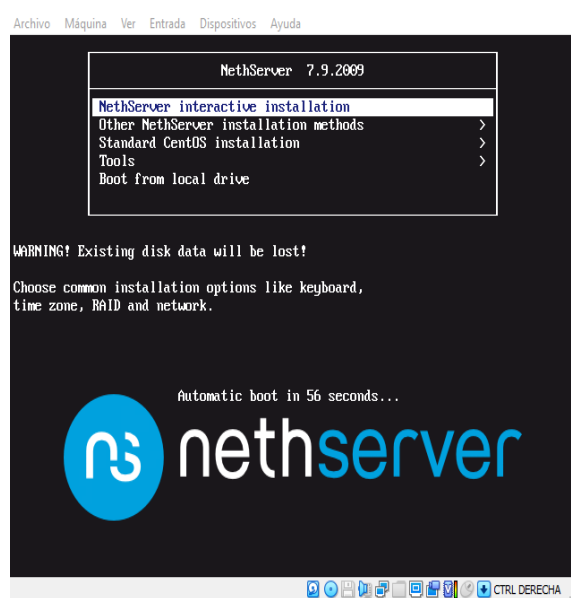 Archivo Máquina Ver Entrada Dispositivos Ayuda
NethServer 7.9.2009
NethServer interactive installation
Other NethServer installation methods >
Standard CentOS installation >
Tools >
Boot from local drive
WARNING! Existing disk data will be lost!
Choose common installation options like keyboard,
time zone, RAID and network.
Automatic boot in 56 seconds...
ns nethserver
CTRL DERECHA